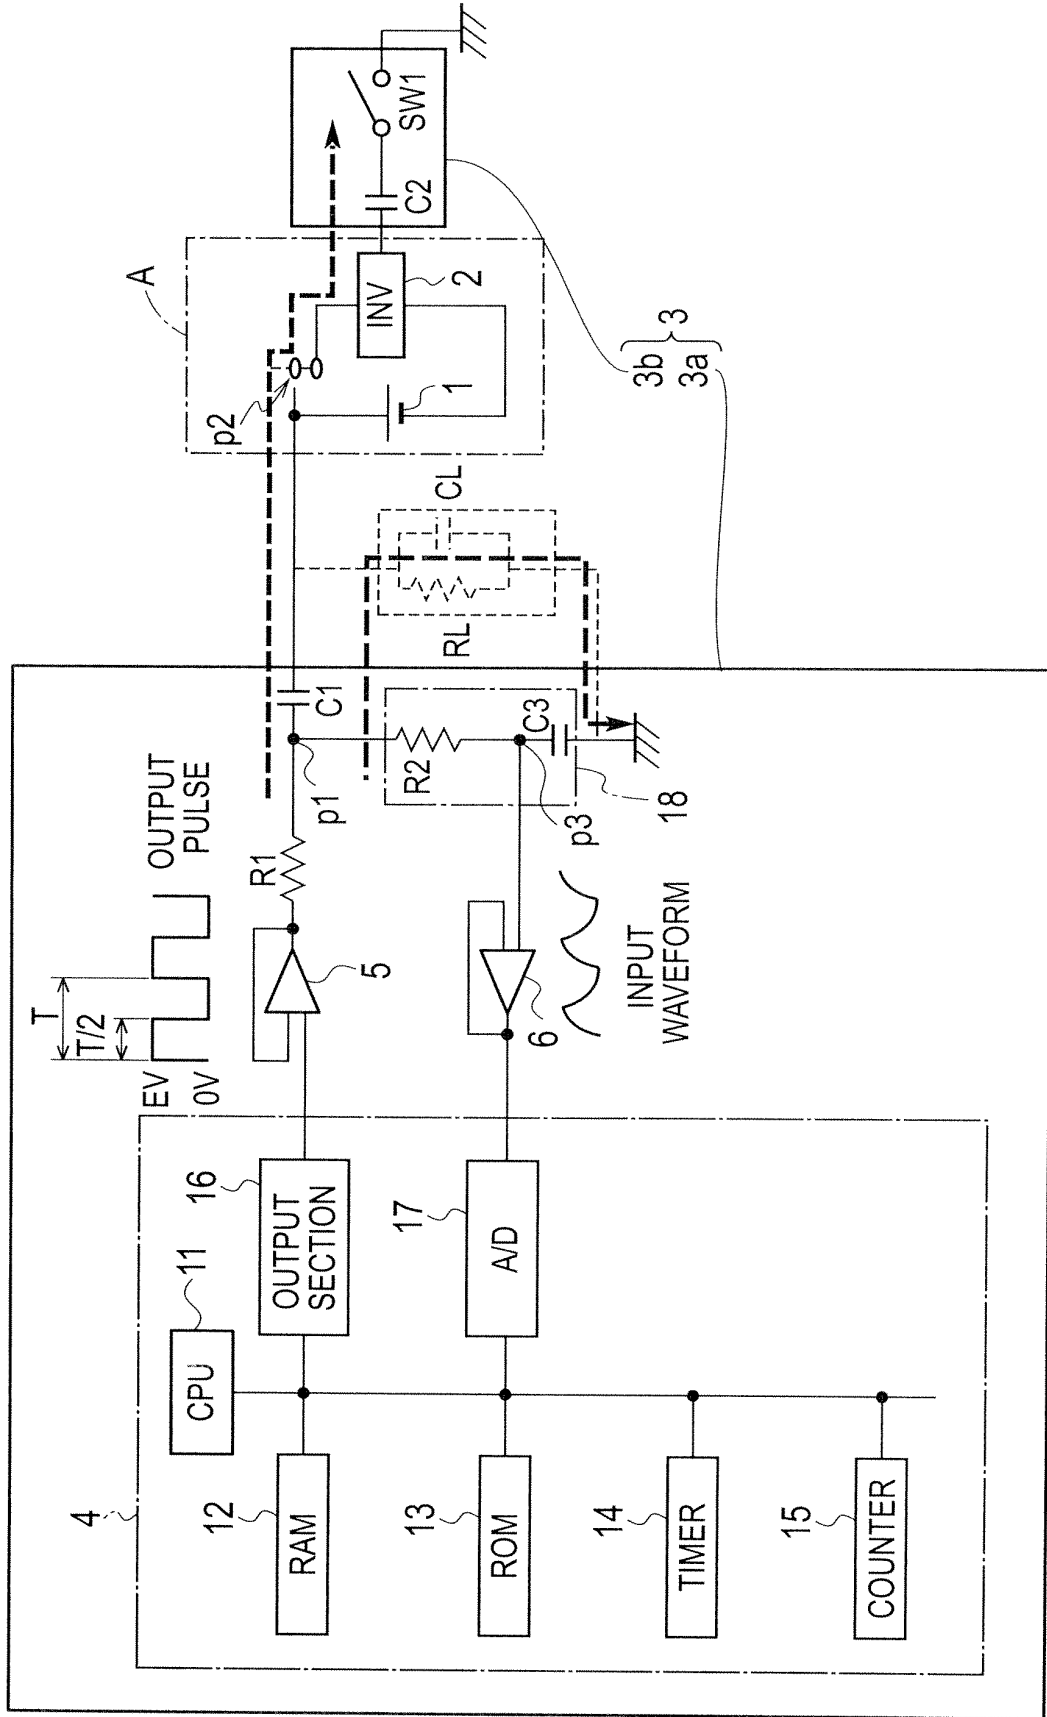 OUTPUT
PULSE
T
T/2
EV
0V
4
CPU
11
12
RAM
13
ROM
14
TIMER
15
COUNTER
16
OUTPUT
SECTION
17
A/D
5
R1
p1
C1
6
INPUT
WAVEFORM
R2
p3
C3
18
RL
CL
A
p2
1
INV
2
C2
SW1
3b
3a
3